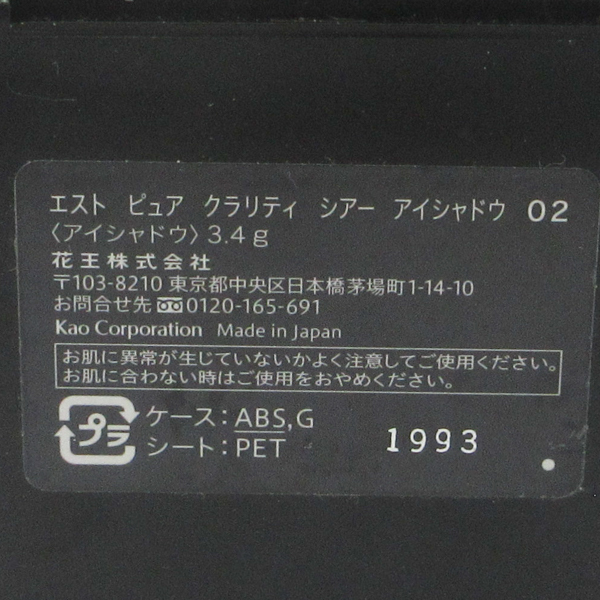 エスト ピュア クラリティ シアー アイシャドウ 02
〈アイシャドウ〉3.4g
花王株式会社
〒103-8210 東京都中央区日本橋茅場町1-14-10
お問合せ先 0120-165-691
Kao Corporation Made in Japan
お肌に異常が生じていないかよく注意してご使用ください。
お肌に合わない時はご使用をおやめください。
プラ
ケース：ABS,G
シート：PET
1993